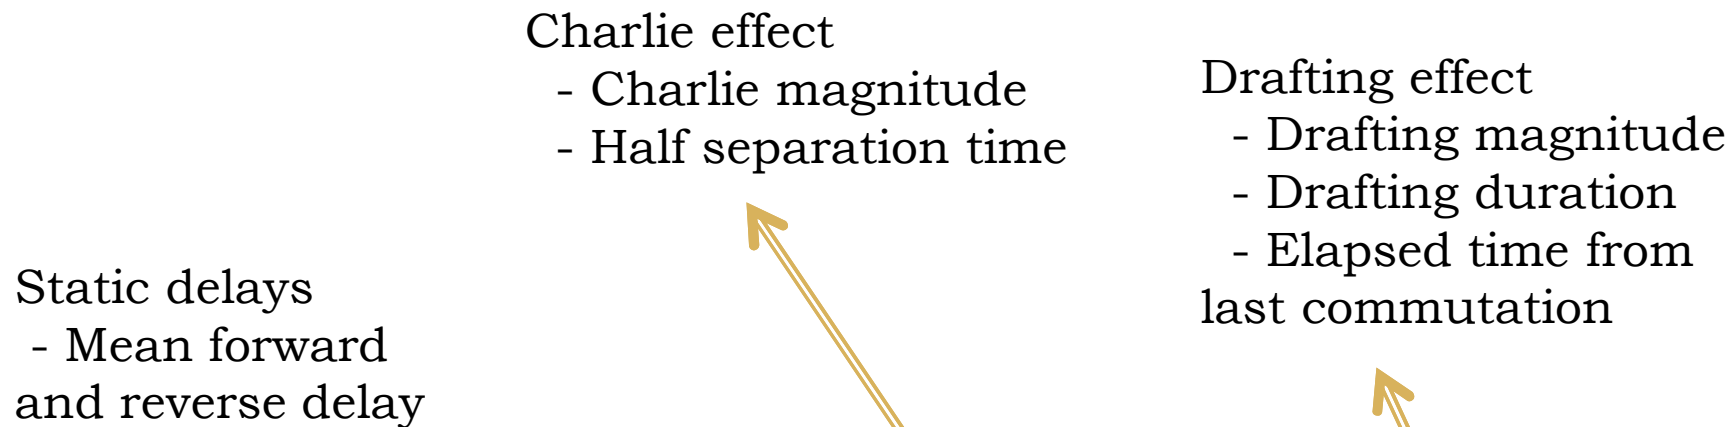 Charlie effect
- Charlie magnitude
- Half separation time
Drafting effect
- Drafting magnitude
- Drafting duration
- Elapsed time from
last commutation
Static delays
- Mean forward
and reverse delay